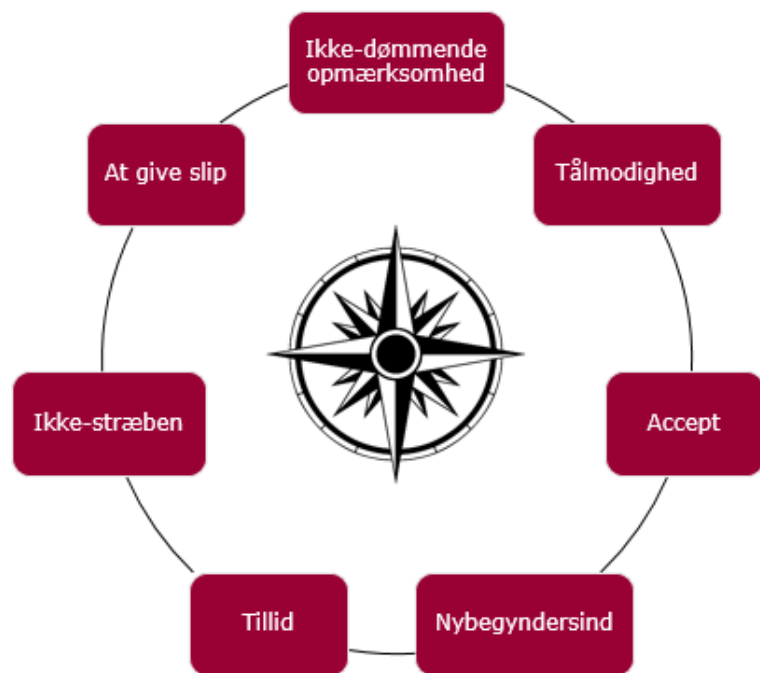 Ikke-dømmende
opmærksomhed
Tålmodighed
Accept
Nybegyndersind
Tillid
Ikke-stræben
At give slip